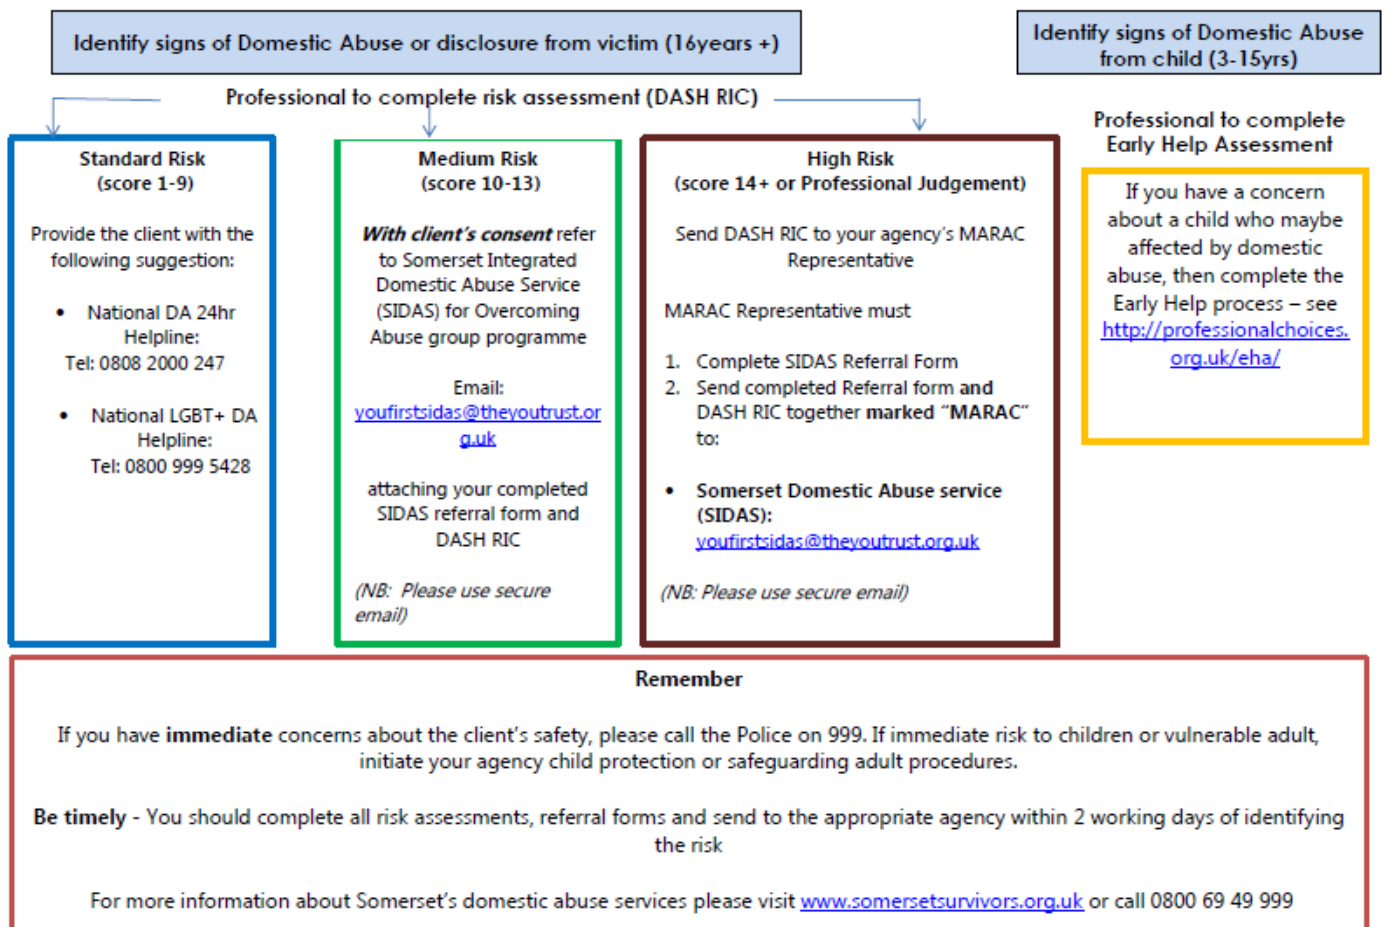 Identify signs of Domestic Abuse or disclosure from victim (16years +)
Identify signs of Domestic Abuse
from child (3-15yrs)
Professional to complete risk assessment (DASH RIC)
Standard Risk
(score 1-9)
Provide the client with the
following suggestion:
• National DA 24hr
Helpline:
Tel: 0808 2000 247
• National LGBT+ DA
Helpline:
Tel: 0800 999 5428
Medium Risk
(score 10-13)
With client's consent refer
to Somerset Integrated
Domestic Abuse Service
(SIDAS) for Overcoming
Abuse group programme
Email:
youfirstsidas@theyoutrust.or
g.uk
attaching your completed
SIDAS referral form and
DASH RIC
(NB: Please use secure
email)
High Risk
(score 14+ or Professional Judgement)
Send DASH RIC to your agency's MARAC
Representative
MARAC Representative must
1. Complete SIDAS Referral Form
2. Send completed Referral form and
DASH RIC together marked "MARAC"
to:
• Somerset Domestic Abuse service
(SIDAS):
youfirstsidas@theyoutrust.org.uk
(NB: Please use secure email)
Professional to complete
Early Help Assessment
If you have a concern
about a child who maybe
affected by domestic
abuse, then complete the
Early Help process – see
http://professionalchoices.
org.uk/eha/
Remember
If you have immediate concerns about the client's safety, please call the Police on 999. If immediate risk to children or vulnerable adult,
initiate your agency child protection or safeguarding adult procedures.
Be timely - You should complete all risk assessments, referral forms and send to the appropriate agency within 2 working days of identifying
the risk
For more information about Somerset's domestic abuse services please visit www.somersetsurvivors.org.uk or call 0800 69 49 999